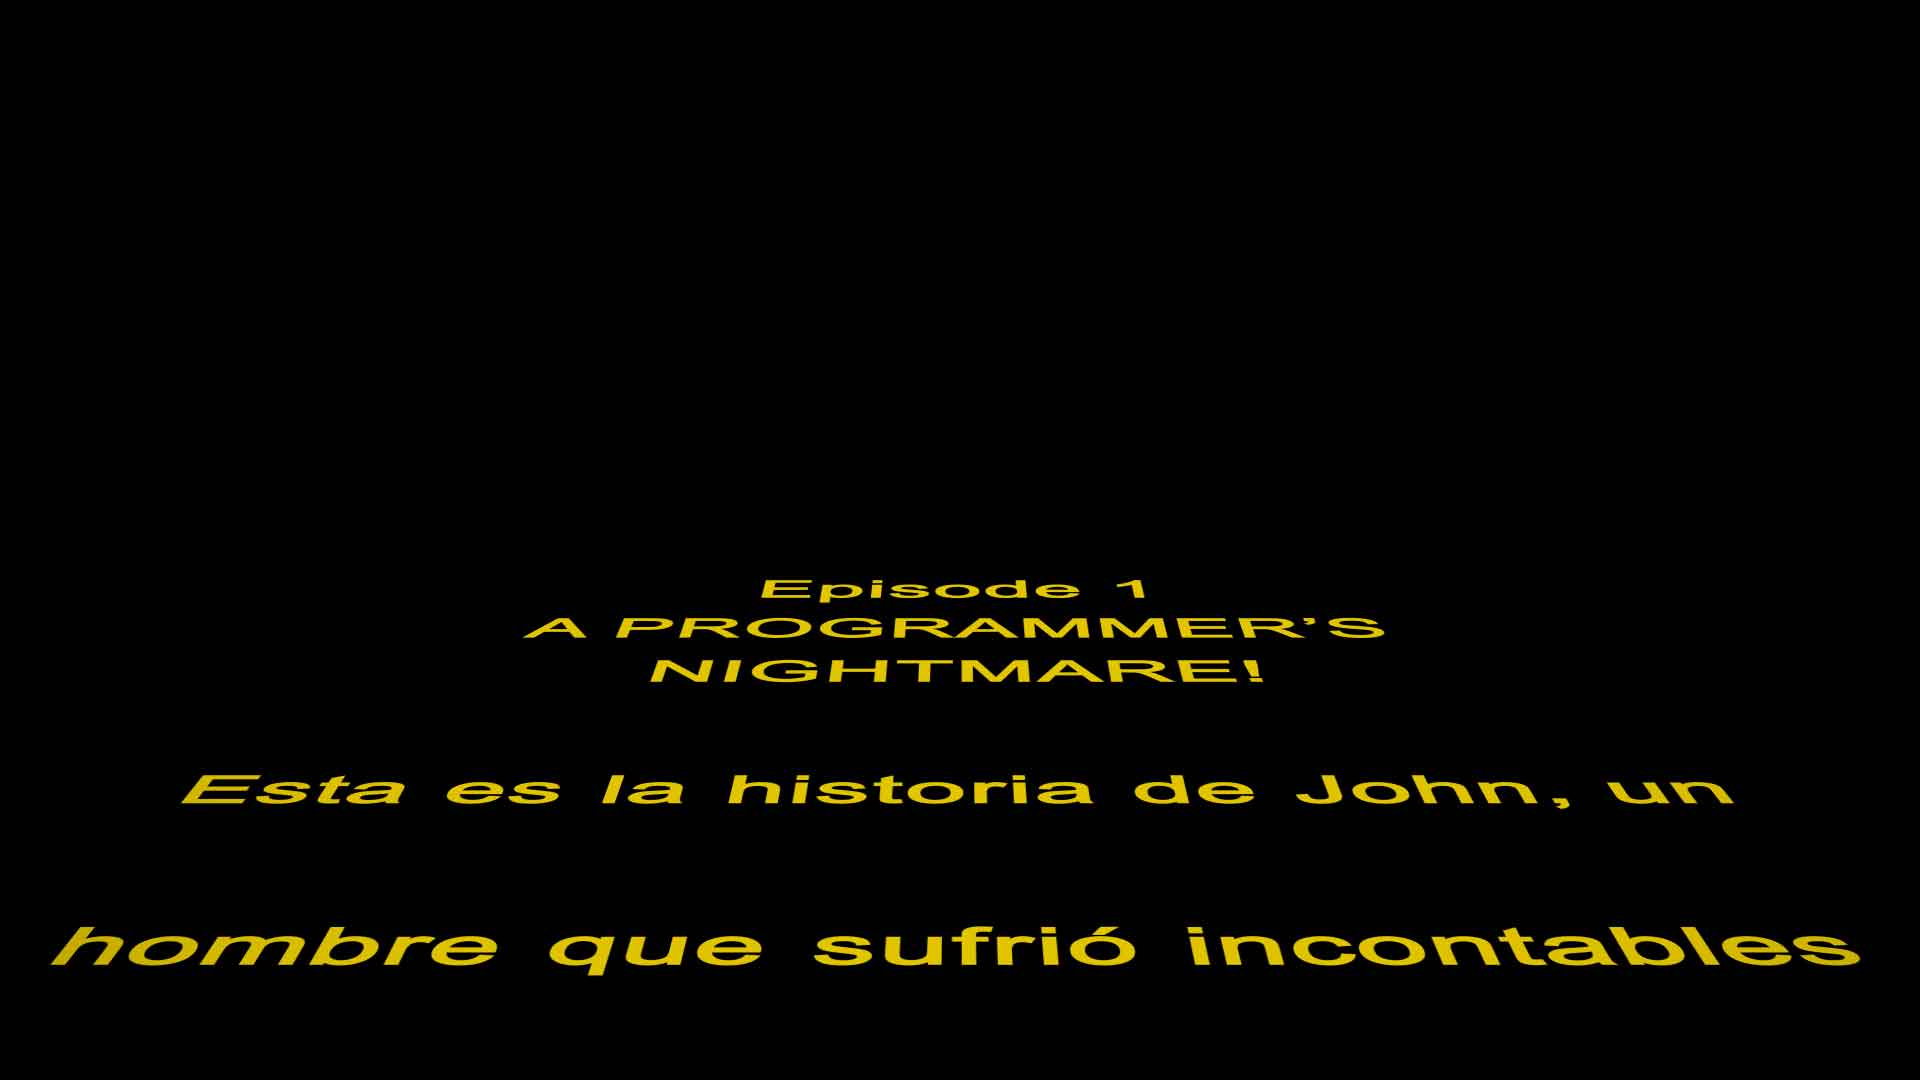 Episode 1
A PROGRAMMER’S
NIGHTMARE!
Esta es la historia de John, un
hombre que sufrió incontables